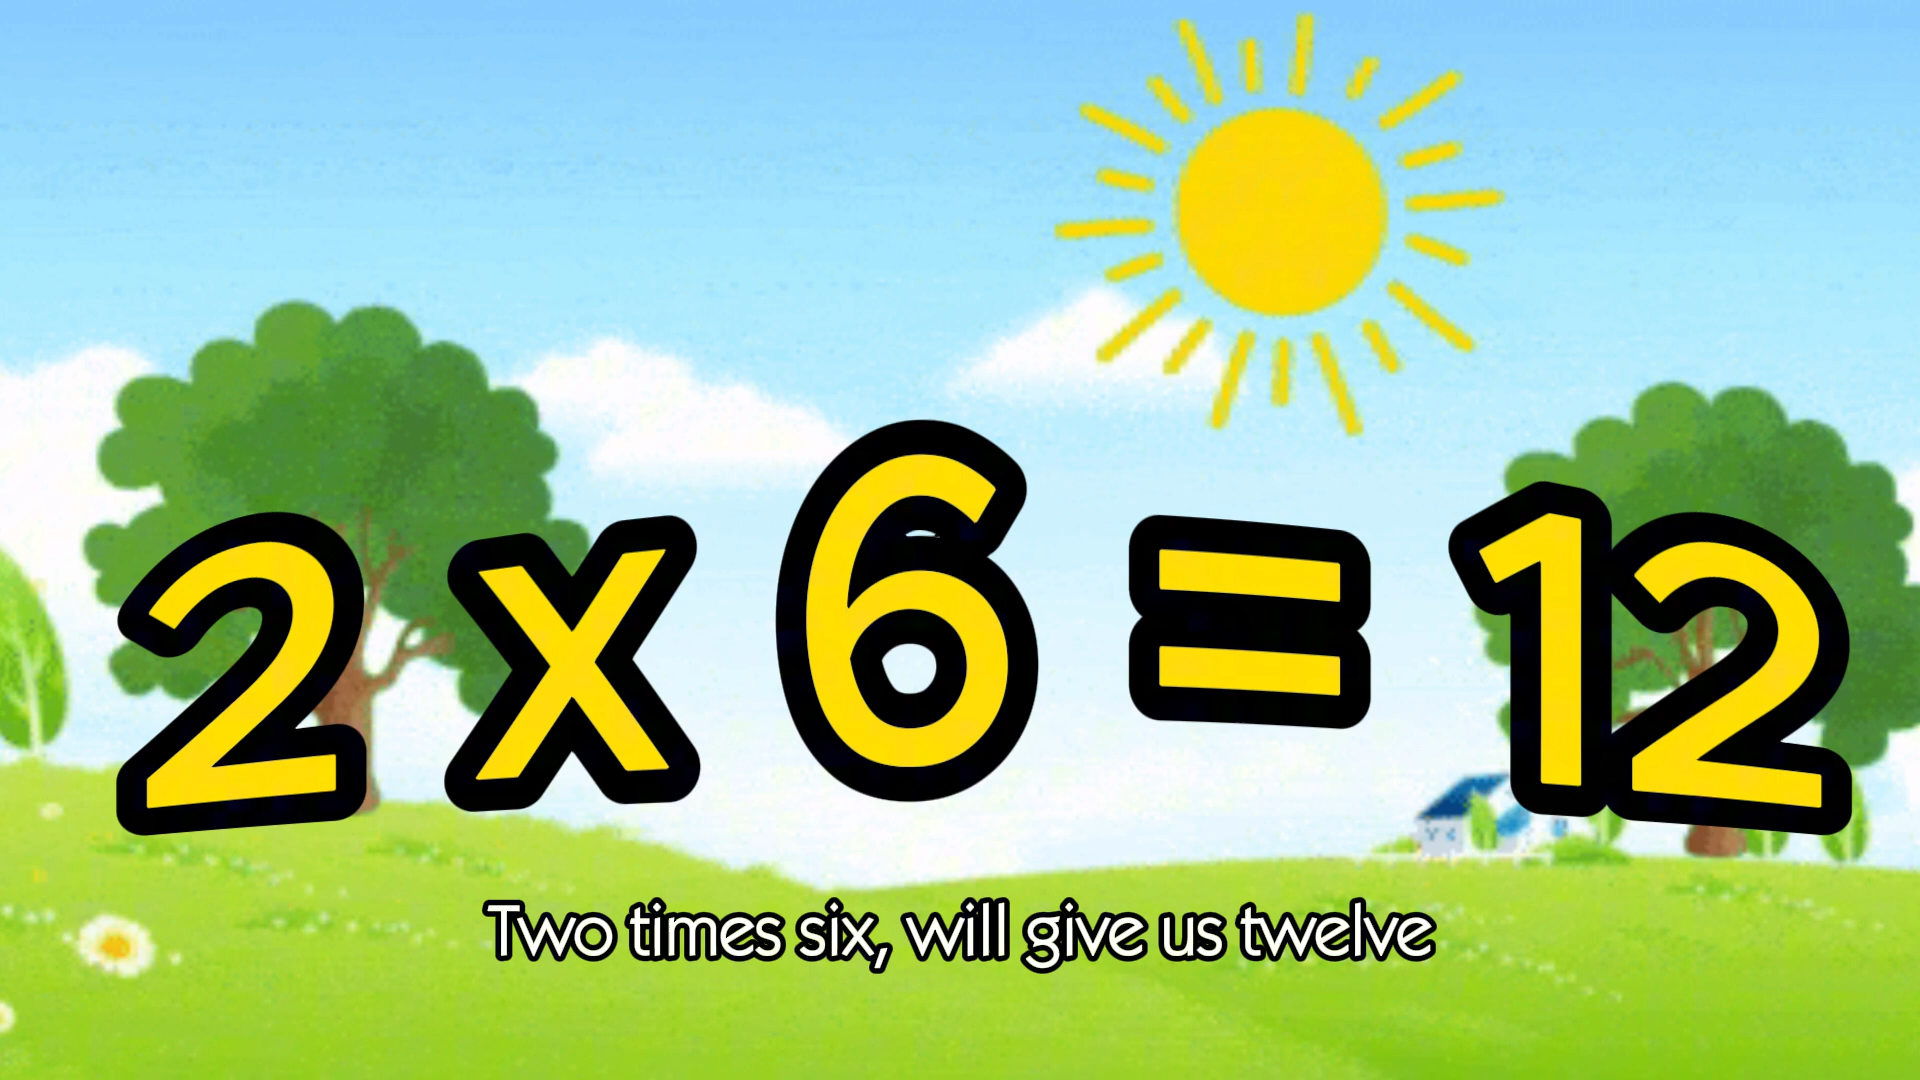 2 x 6 = 12
Two times six, will give us twelve